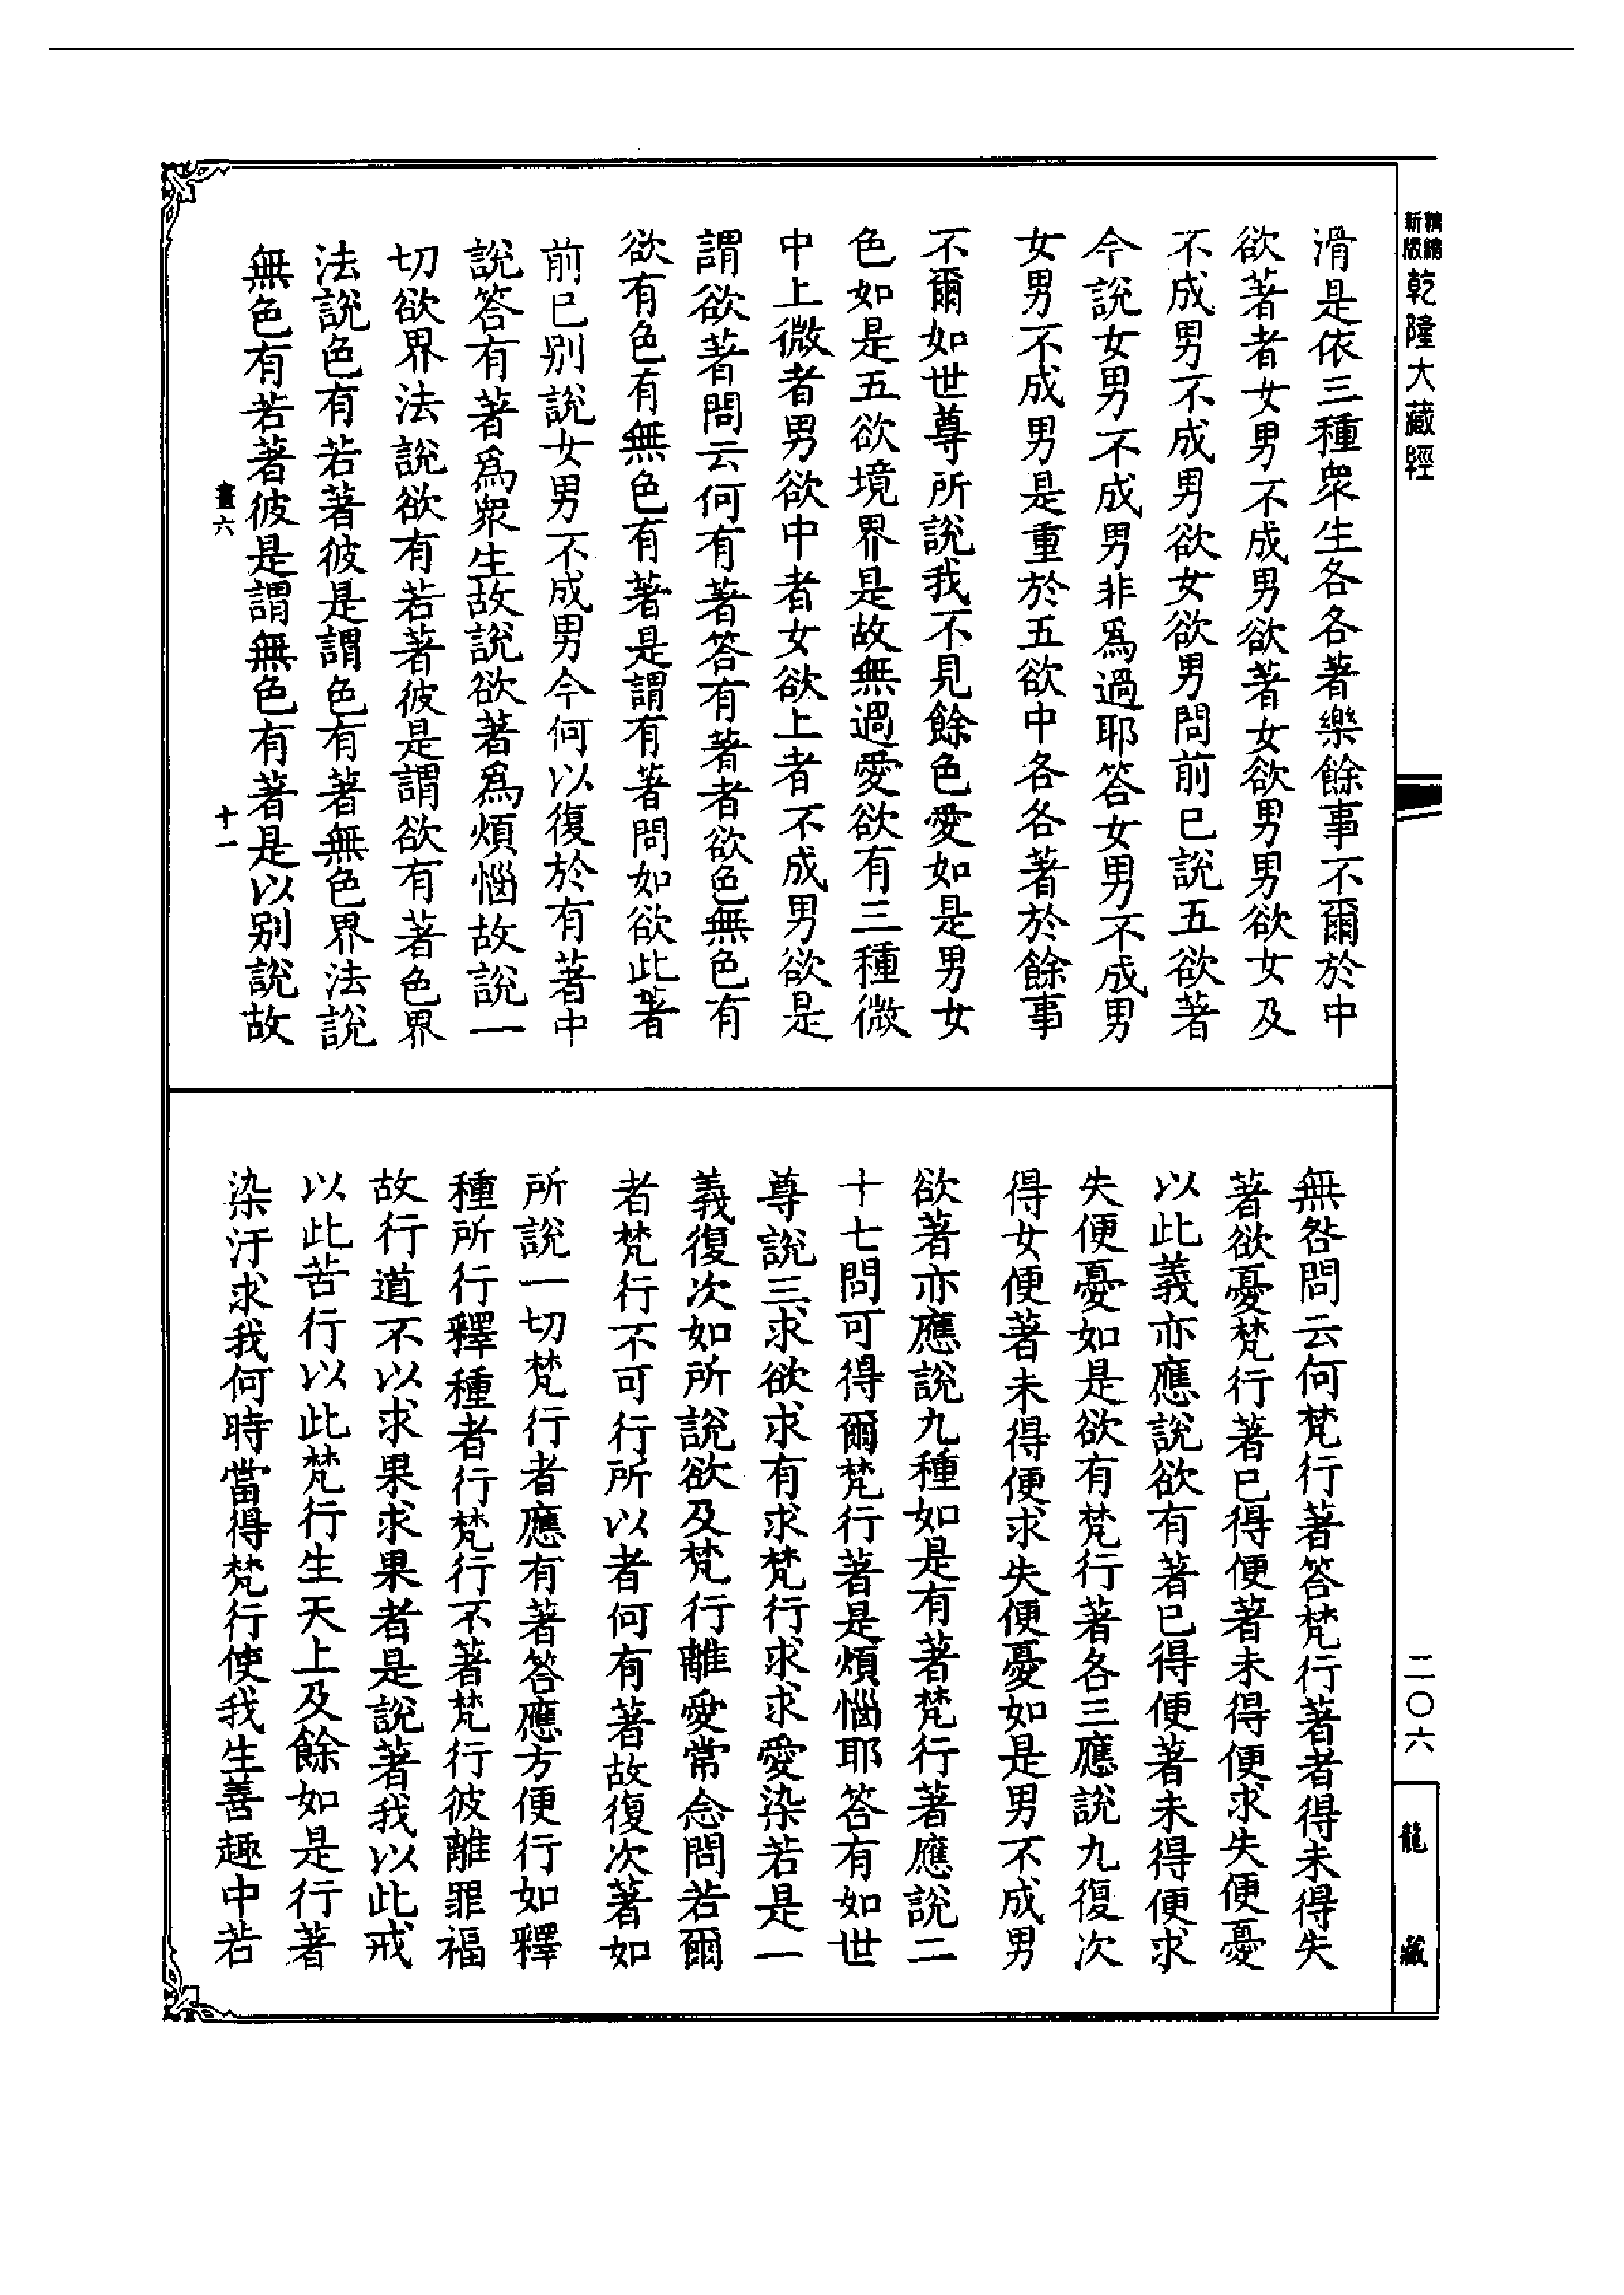 精縮新版乾隆大藏經
滑是依三種衆生各各著樂餘事不爾於中
欲著者女男不成男欲著女欲男男欲女及
不成男男不成男欲女欲男問前已說五欲著
今說女男不成男非爲過耶答女男不成男
女男不成男是重於五欲中各各著於餘事
不爾如世尊所說我不見餘色愛如是男女
色如是五欲境界是故無過愛欲有三種微
中上微者男欲中者女欲上者不成男欲是
謂欲著問云何有著答有著者欲色無色有
欲有色有無色有著是謂有著問如欲此著
前已别說女男不成男今何以復於有著中
說答有著爲衆生故說欲著爲煩惱故說一
切欲界法說欲有若著彼是謂欲有著色界
法說色有若著彼是謂色有著無色界法說
無色有若著彼是謂無色有著是以别說故
畫六
十一
無咎問云何梵行著答梵行著者得未得失
著欲憂梵行著已得便著未得便求失便憂
以此義亦應說欲有著已得便著未得便求
失便憂如是欲有梵行著各三應說九復次
得女便著未得便求失便憂如是男不成男
欲著亦應說九種如是有著梵行著應說二
十七問可得爾梵行著是煩惱耶答有如世
尊說三求欲求有求梵行求求愛染若是一
義復次如所說欲及梵行離愛常念問若爾
者梵行不可行所以者何有著故復次著如
所說一切梵行者應有著答應方便行如釋
種所行釋種者行梵行不著梵行彼離罪福
故行道不以求果求果者是說著我以此戒
以此苦行以此梵行生天上及餘如是行著
染汙求我何時當得梵行使我生善趣中若
二〇六
龍藏